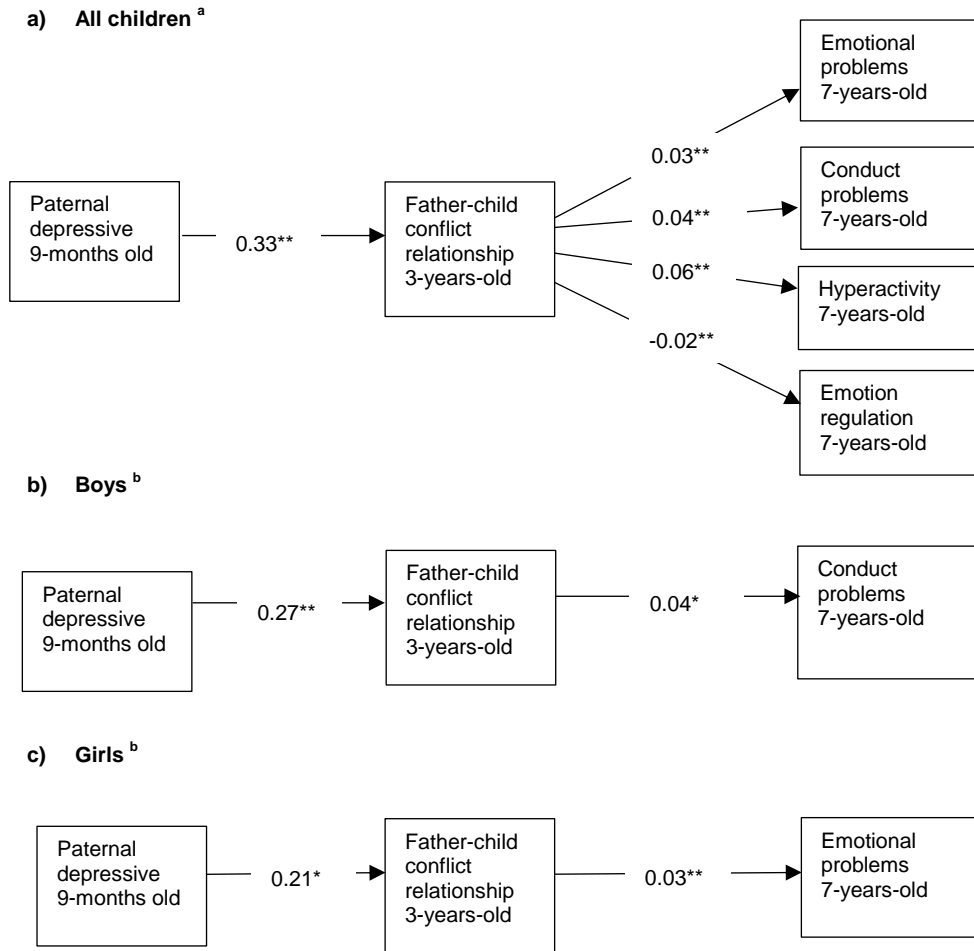 a) All children a
Emotional
problems
7-years-old
0.03**
Conduct
problems
7-years-old
Paternal
depressive
9-months old
0.33**
Father-child
conflict
relationship
3-years-old
0.04**
0.06**
Hyperactivity
7-years-old
-0.02**
Emotion
regulation
7-years-old
b) Boys b
Paternal
depressive
9-months old
0.27**
Father-child
conflict
relationship
3-years-old
0.04*
Conduct
problems
7-years-old
c) Girls b
Paternal
depressive
9-months old
0.21*
Father-child
conflict
relationship
3-years-old
0.03**
Emotional
problems
7-years-old